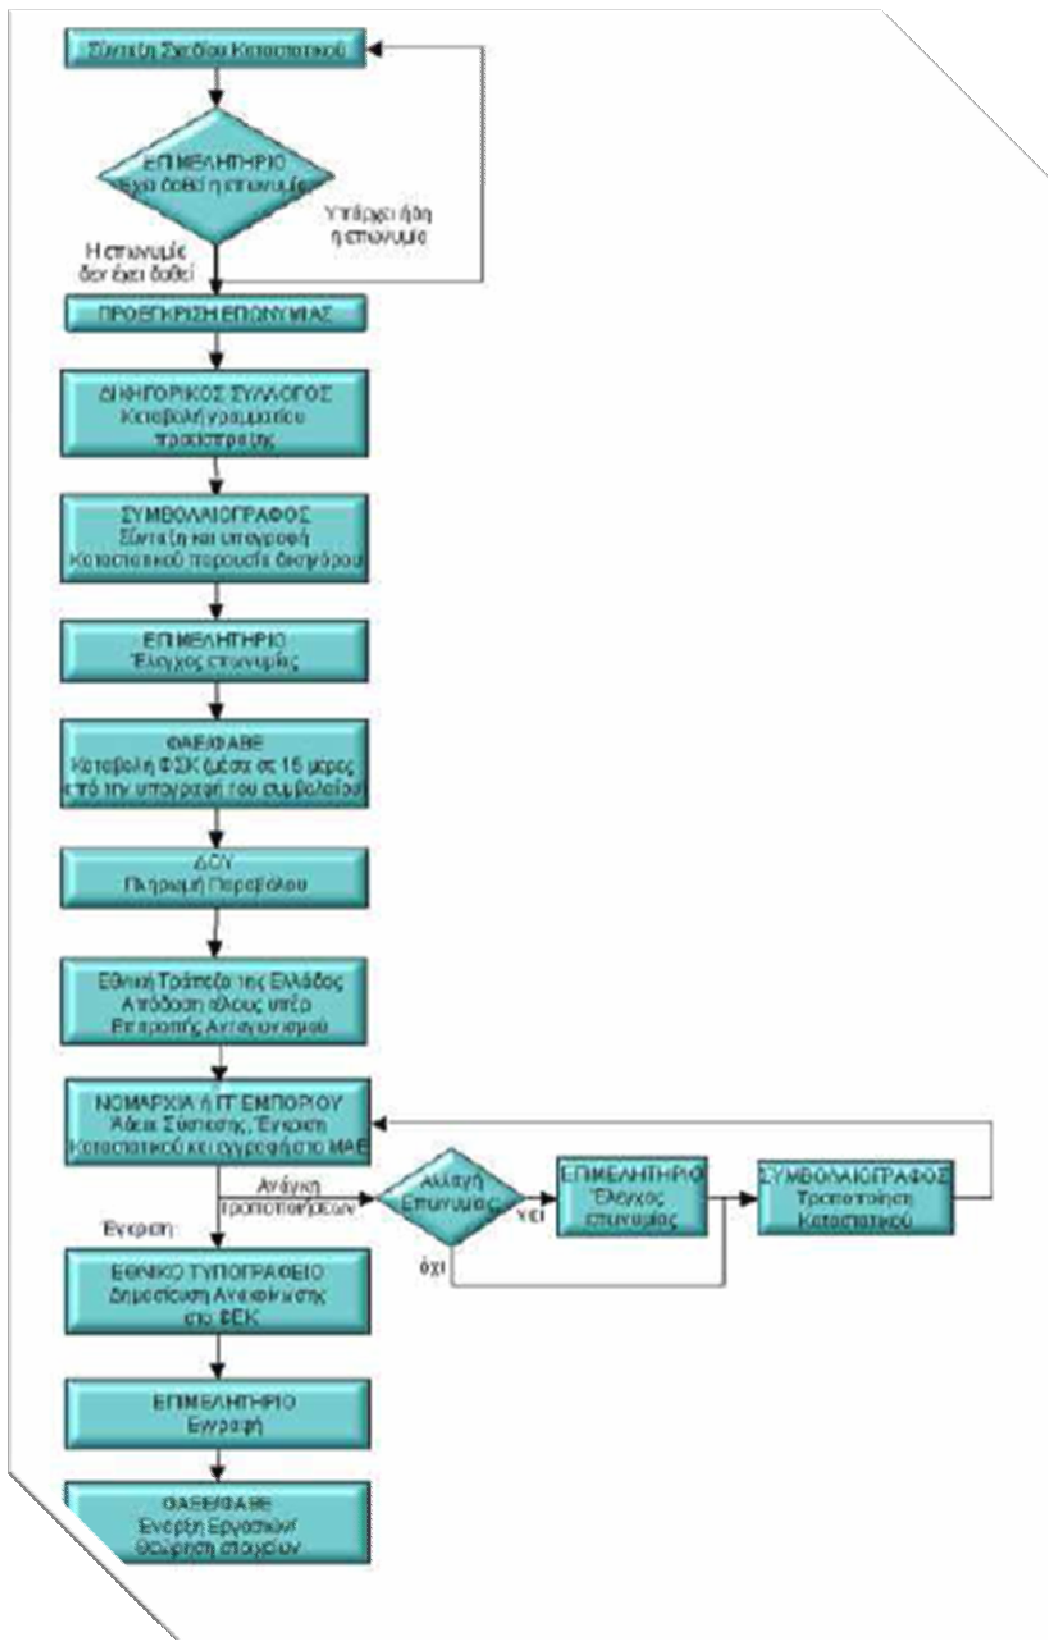 Σύνταξη Σχεδίου Καταστατικού
ΕΠΙΜΕΛΗΤΗΡΙΟ
Έχει δοθεί η επωνυμία
Υπάρχει ήδη
η επωνυμία
Η επωνυμία
δεν έχει δοθεί
ΠΡΟΕΓΚΡΙΣΗ ΕΠΩΝΥΜΙΑΣ
ΔΙΚΗΓΟΡΙΚΟΣ ΣΥΛΛΟΓΟΣ
Καταβολή γραμματίου
προείσπραξης
ΣΥΜΒΟΛΑΙΟΓΡΑΦΟΣ
Σύνταξη και υπογραφή
Καταστατικού παρουσία δικηγόρου
ΕΠΙΜΕΛΗΤΗΡΙΟ
Έλεγχος επωνυμίας
ΦΑΕ/ΦΑΒΕ
Καταβολή ΦΣΚ (μέσα σε 15 μέρες
από την υπογραφή του συμβολαίου)
ΔΟΥ
Πληρωμή Παραβόλου
Εθνική Τράπεζα της Ελλάδος
Απόδοση τέλους υπέρ
Επιτροπής Ανταγωνισμού
ΝΟΜΑΡΧΙΑ ή ΓΓ ΕΜΠΟΡΙΟΥ
Άδεια Σύστασης, Έγκριση
Καταστατικού και εγγραφή στο ΜΑΕ
Ανάγκη
τροποποιήσεων
Αλλαγή
Επωνυμίας
ναι
ΕΠΙΜΕΛΗΤΗΡΙΟ
Έλεγχος
επωνυμίας
ΣΥΜΒΟΛΑΙΟΓΡΑΦΟΣ
Τροποποίηση
Καταστατικού
Έγκριση
όχι
ΕΘΝΙΚΟ ΤΥΠΟΓΡΑΦΕΙΟ
Δημοσίευση Ανακοίνωσης
στο ΦΕΚ
ΕΠΙΜΕΛΗΤΗΡΙΟ
Εγγραφή
Έναρξη Εργασιών/
Θεώρηση στοιχείων